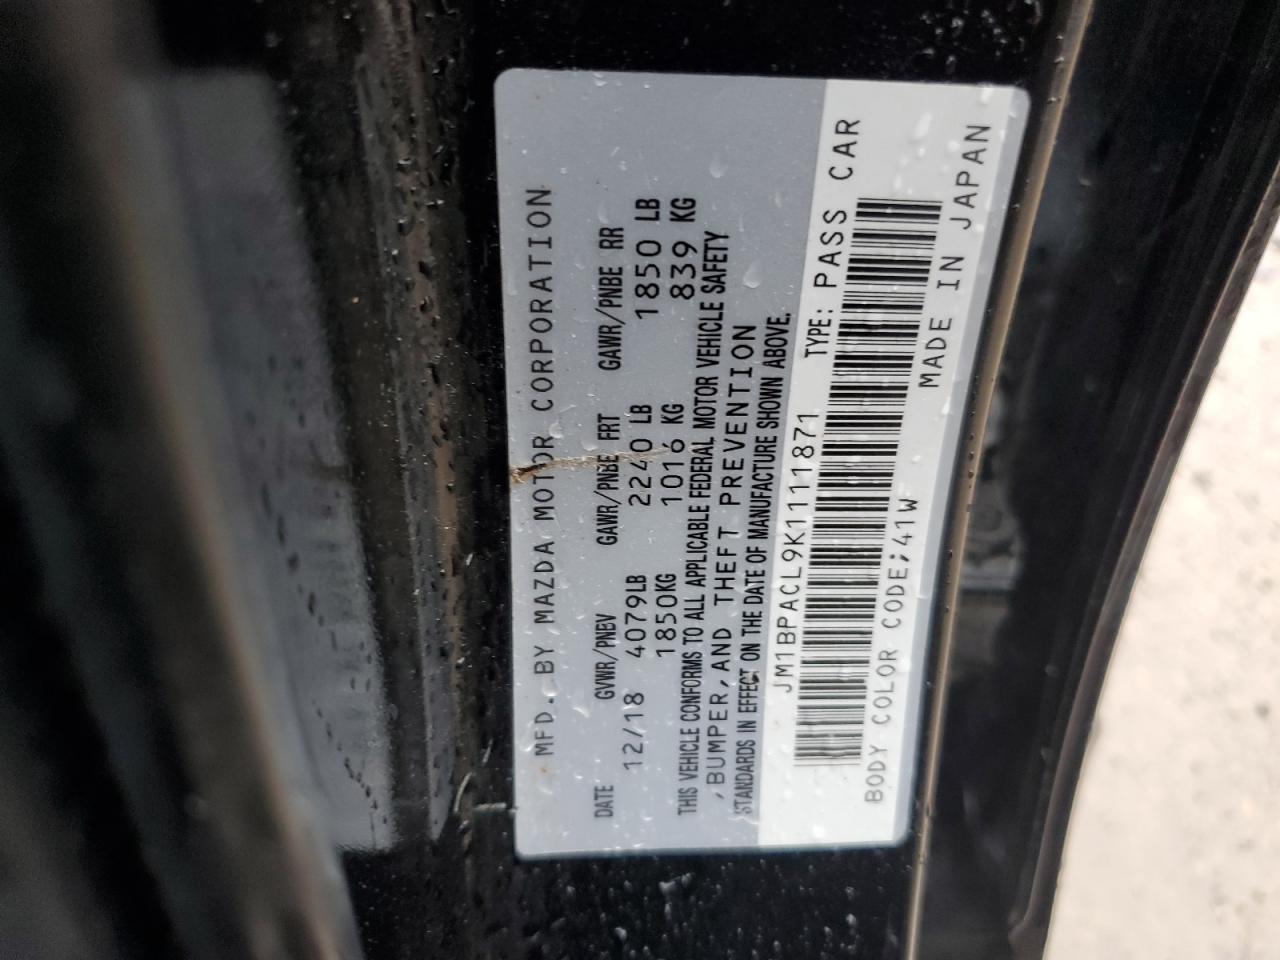 MFD. BY MAZDA MOTOR CORPORATION
DATE GVWR/PNBV GAWR/PNBE FRT GAWR/PNBE RR
12/18 4079LB 2240 LB 1850 LB
1850KG 1016 KG 839 KG
THIS VEHICLE CONFORMS TO ALL APPLICABLE FEDERAL MOTOR VEHICLE SAFETY
,BUMPER,AND THEFT PREVENTION
STANDARDS IN EFFECT ON THE DATE OF MANUFACTURE SHOWN ABOVE.
JM1BPACL9K1111871 TYPE: PASS CAR
BODY COLOR CODE;41W MADE IN JAPAN